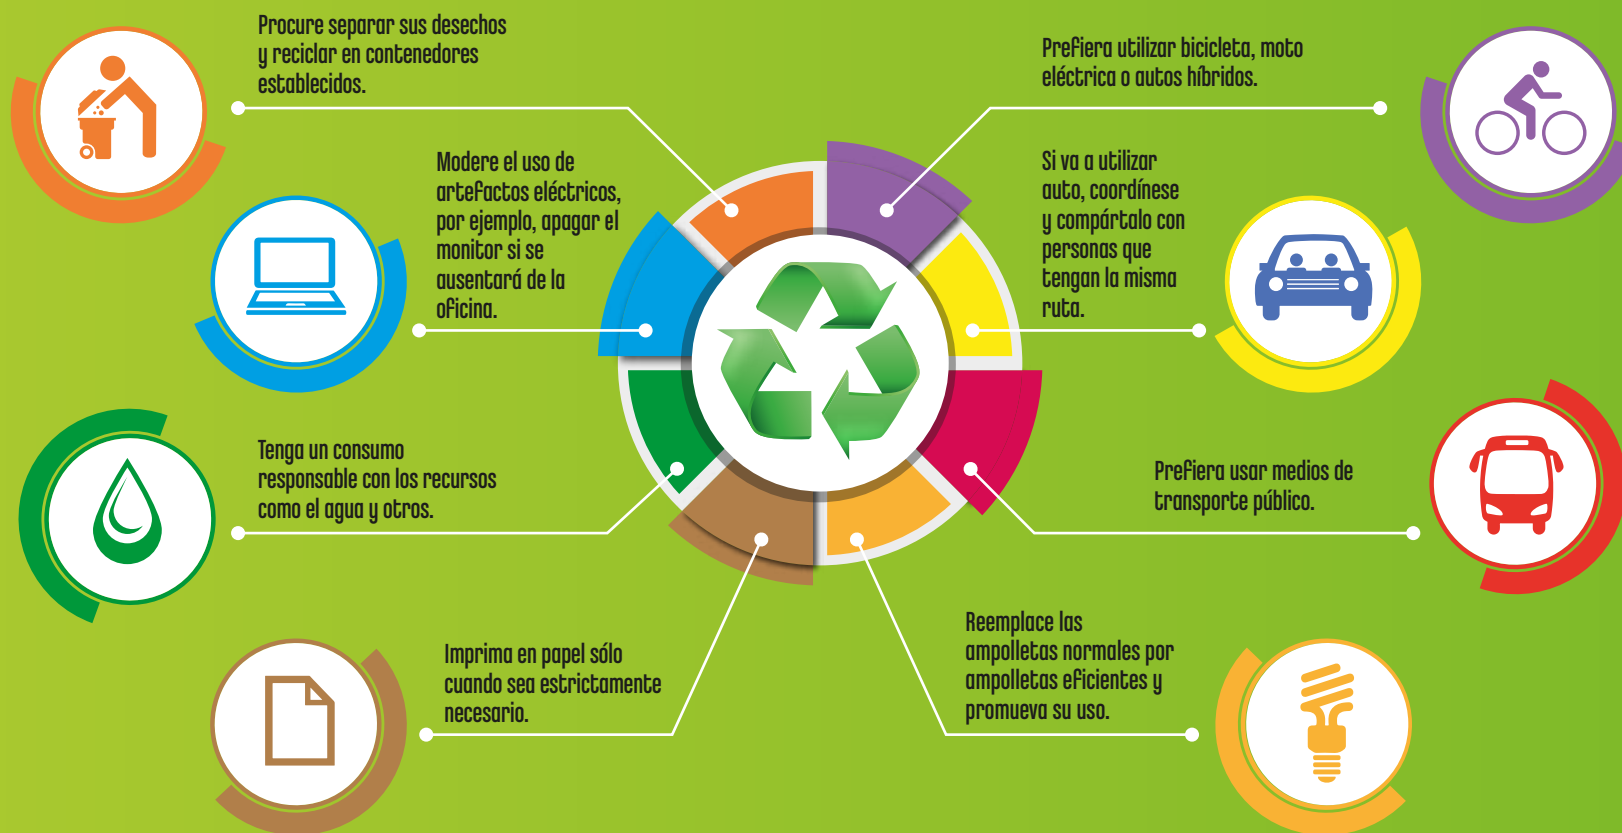 Procure separar sus desechos
y reciclar en contenedores
establecidos.
Modere el uso de
artefactos eléctricos,
por ejemplo, apagar el
monitor si se
ausentará de la
oficina.
Tenga un consumo
responsable con los recursos
como el agua y otros.
Imprima en papel sólo
cuando sea estrictamente
necesario.
Prefiera utilizar bicicleta, moto
eléctrica o autos híbridos.
Si va a utilizar
auto, coordínese
y compártalo con
personas que
tengan la misma
ruta.
Prefiera usar medios de
transporte público.
Reemplace las
ampolletas normales por
ampolletas eficientes y
promueva su uso.